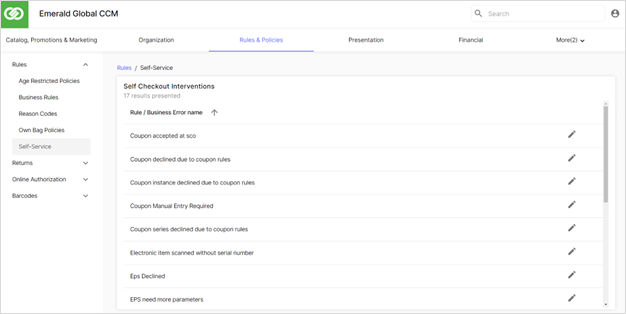 Emerald Global CCM
Search
Catalog, Promotions & Marketing
Organization
Rules & Policies
Presentation
Financial
More(2)
Rules
Age Restricted Policies
Business Rules
Reason Codes
Own Bag Policies
Self-Service
Returns
Online Authorization
Barcodes
Rules / Self-Service
Self Checkout Interventions
17 results presented
Rule / Business Error name
Coupon accepted at sco
Coupon declined due to coupon rules
Coupon instance declined due to coupon rules
Coupon Manual Entry Required
Coupon series declined due to coupon rules
Electronic item scanned without serial number
Eps Declined
EPS need more parameters